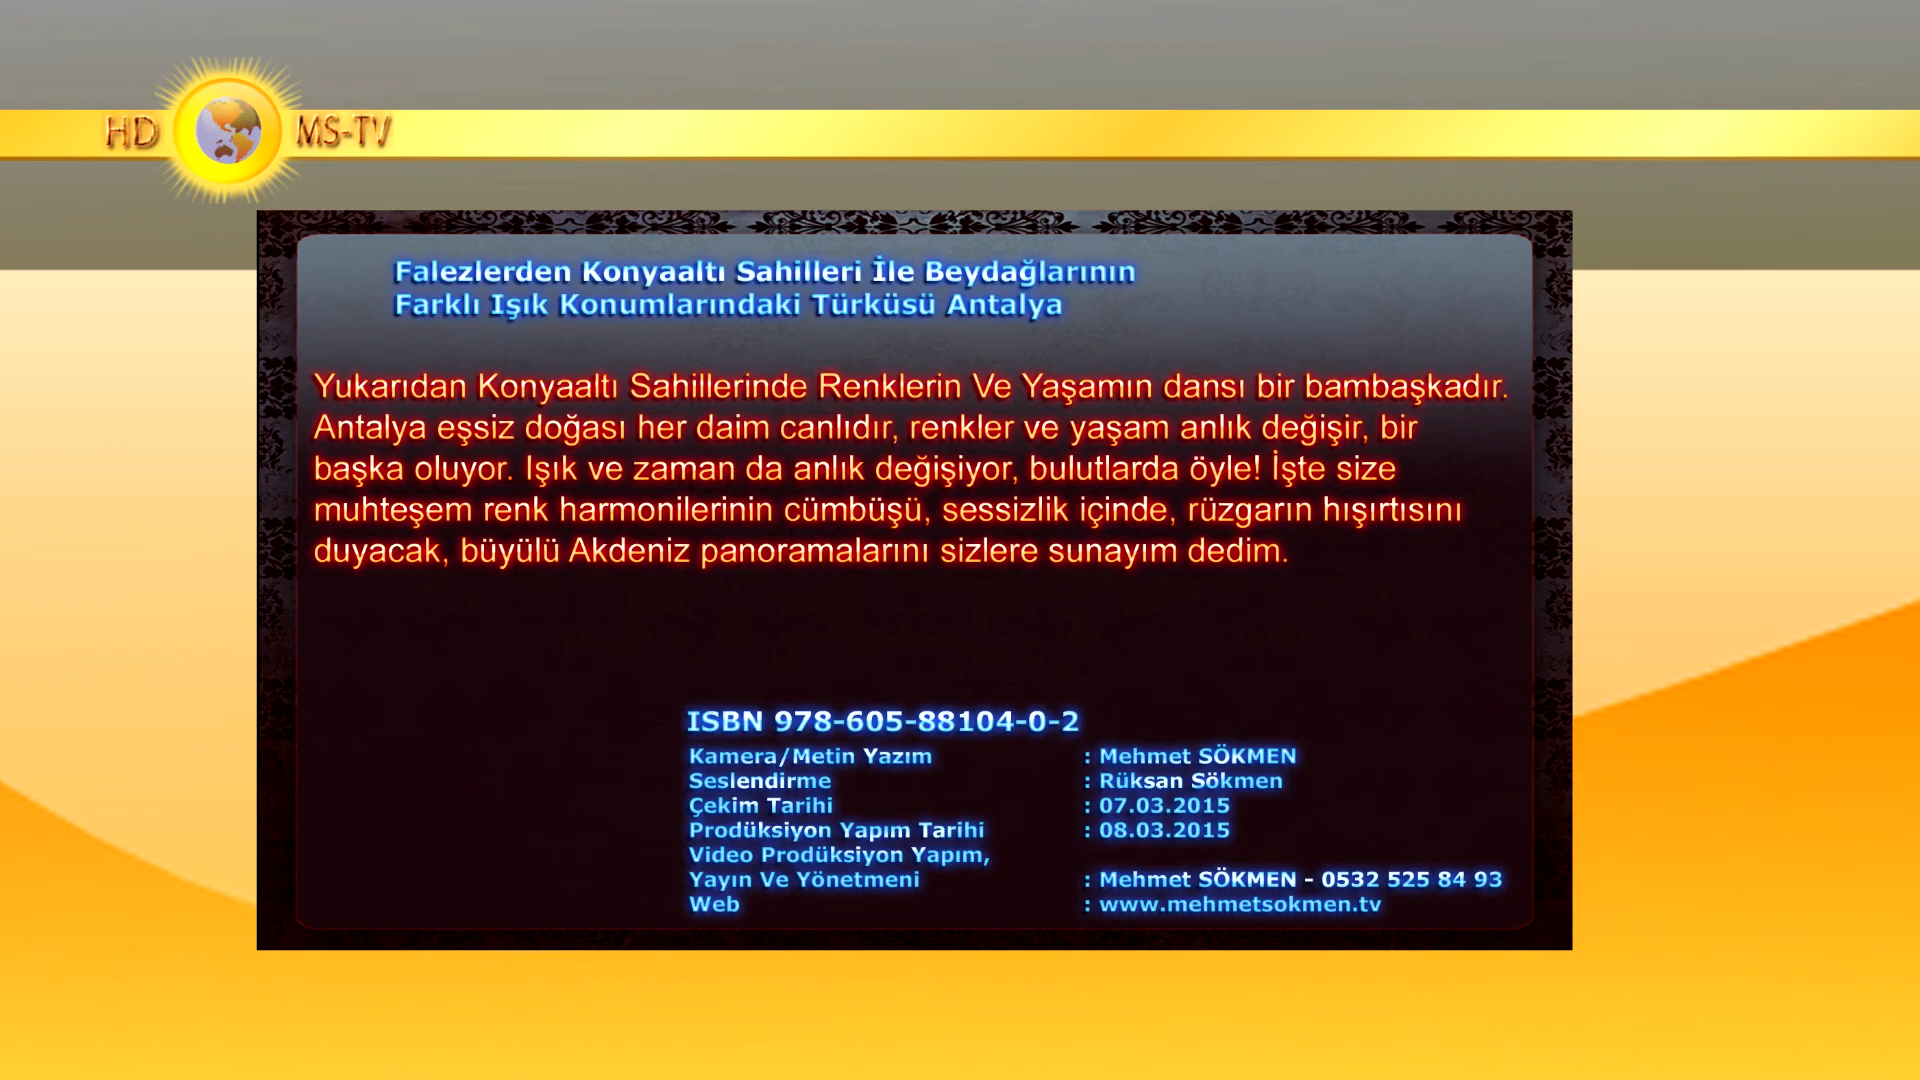 HD MS-TV
Falezlerden Konyaaltı Sahilleri İle Beydağlarının
Farklı Işık Konumlarındaki Türküsü Antalya
Yukarıdan Konyaaltı Sahillerinde Renklerin Ve Yaşamın dansı bir bambaşkadır.
Antalya eşsiz doğası her daim canlıdır, renkler ve yaşam anlık değişir, bir
başka oluyor. Işık ve zaman da anlık değişiyor, bulutlarda öyle! İşte size
muhteşem renk harmonilerinin cümbüşü, sessizlik içinde, rüzgarın hışırtısını
duyacak, büyülü Akdeniz panoramalarını sizlere sunayım dedim.
ISBN 978-605-88104-0-2
Kamera/Metin Yazım : Mehmet SÖKMEN
Seslendirme : Rüksan Sökmen
Çekim Tarihi : 07.03.2015
Prodüksiyon Yapım Tarihi : 08.03.2015
Video Prodüksiyon Yapım,
Yayın Ve Yönetmeni : Mehmet SÖKMEN - 0532 525 84 93
Web : www.mehmetsokmen.tv